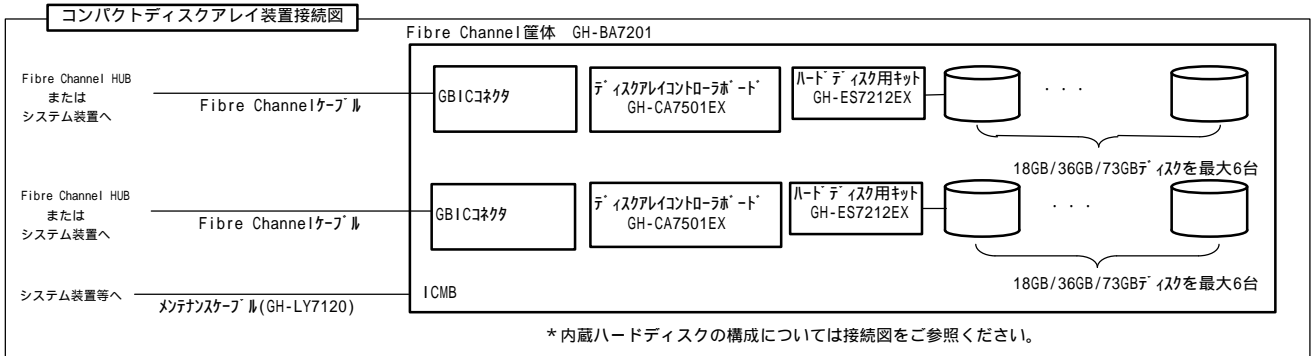 コンパクトディスクアレイ装置接続図
Fibre Channel筐体 GH-BA7201
Fibre Channel HUB
または
システム装置へ
Fibre Channelｹｰﾌﾞﾙ
GBICｺﾈｸﾀ
ﾃﾞｨｽｸｱﾚｲｺﾝﾄﾛｰﾗﾎﾞｰﾄﾞ
GH-CA7501EX
ﾊｰﾄﾞﾃﾞｨｽｸ用ｷｯﾄ
GH-ES7212EX
・・・
18GB/36GB/73GBﾃﾞｨｽｸを最大6台
Fibre Channel HUB
または
システム装置へ
Fibre Channelｹｰﾌﾞﾙ
GBICｺﾈｸﾀ
ﾃﾞｨｽｸｱﾚｲｺﾝﾄﾛｰﾗﾎﾞｰﾄﾞ
GH-CA7501EX
ﾊｰﾄﾞﾃﾞｨｽｸ用ｷｯﾄ
GH-ES7212EX
・・・
18GB/36GB/73GBﾃﾞｨｽｸを最大6台
システム装置等へ
ﾒﾝﾃﾅﾝｽｹｰﾌﾞﾙ(GH-LY7120)
ICMB
*内蔵ハードディスクの構成については接続図をご参照ください。